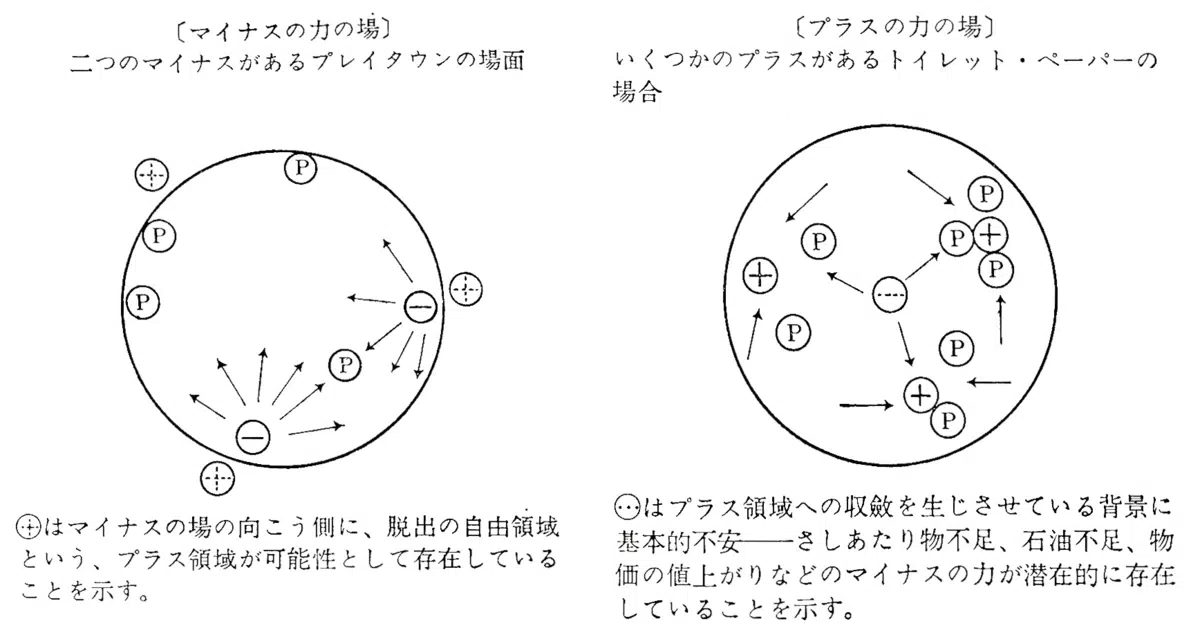 〔マイナスの力の場〕
二つのマイナスがあるプレイタウンの場面
P
P
P
P
⊕はマイナスの場の向こう側に、脱出の自由領域
という、プラス領域が可能性として存在している
ことを示す。
〔プラスの力の場〕
いくつかのプラスがあるトイレット・ペーパーの
場合
P
P
P
P
P
P
P
⊖はプラス領域への収斂を生じさせている背景に
基本的不安――さしあたり物不足、石油不足、物
価の値上がりなどのマイナスの力が潜在的に存在
していることを示す。